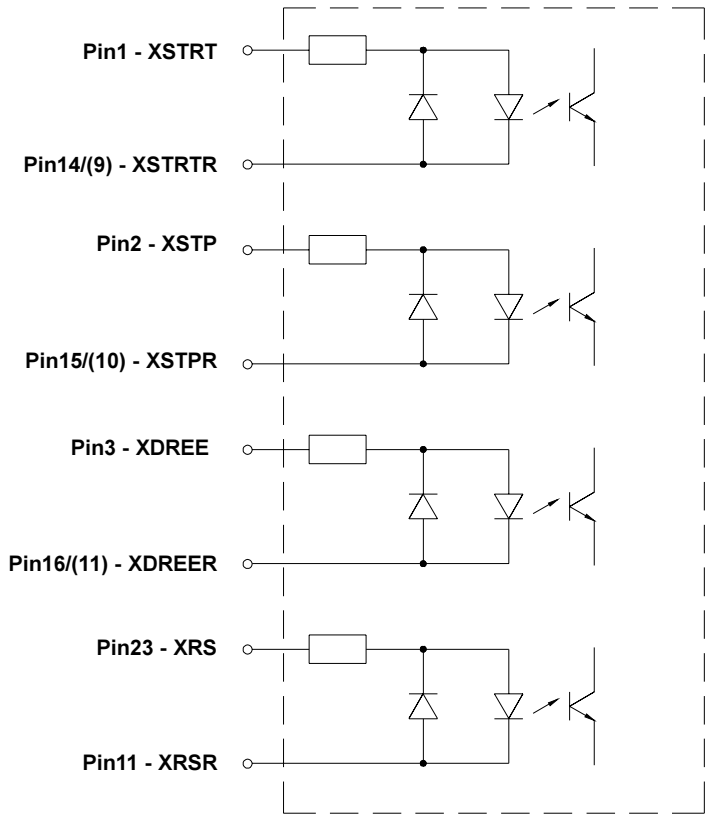 Pin1 - XSTRT
Pin14/(9) - XSTRTR
Pin2 - XSTP
Pin15/(10) - XSTPR
Pin3 - XDREE
Pin16/(11) - XDREER
Pin23 - XRS
Pin11 - XRSR